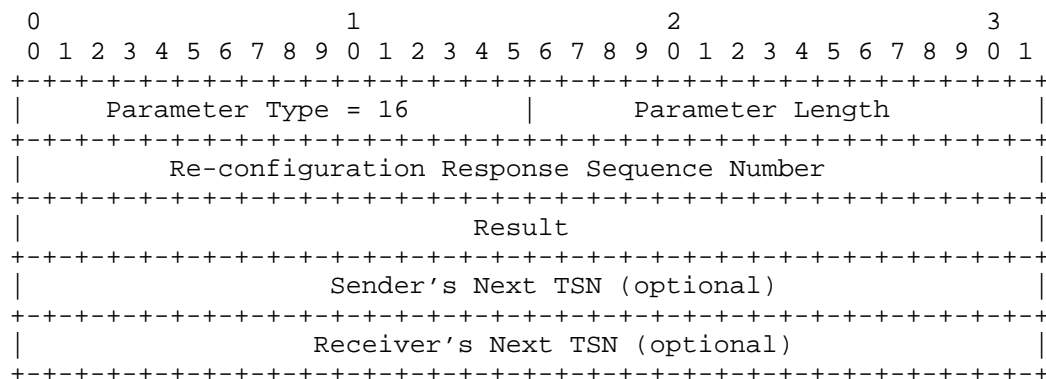 0                   1                   2                   3
0 1 2 3 4 5 6 7 8 9 0 1 2 3 4 5 6 7 8 9 0 1 2 3 4 5 6 7 8 9 0 1
+-+-+-+-+-+-+-+-+-+-+-+-+-+-+-+-+-+-+-+-+-+-+-+-+-+-+-+-+-+-+-+-+
|     Parameter Type = 16       |      Parameter Length         |
+-+-+-+-+-+-+-+-+-+-+-+-+-+-+-+-+-+-+-+-+-+-+-+-+-+-+-+-+-+-+-+-+
|         Re-configuration Response Sequence Number             |
+-+-+-+-+-+-+-+-+-+-+-+-+-+-+-+-+-+-+-+-+-+-+-+-+-+-+-+-+-+-+-+-+
|                            Result                             |
+-+-+-+-+-+-+-+-+-+-+-+-+-+-+-+-+-+-+-+-+-+-+-+-+-+-+-+-+-+-+-+-+
|                   Sender's Next TSN (optional)                |
+-+-+-+-+-+-+-+-+-+-+-+-+-+-+-+-+-+-+-+-+-+-+-+-+-+-+-+-+-+-+-+-+
|                  Receiver's Next TSN (optional)               |
+-+-+-+-+-+-+-+-+-+-+-+-+-+-+-+-+-+-+-+-+-+-+-+-+-+-+-+-+-+-+-+-+